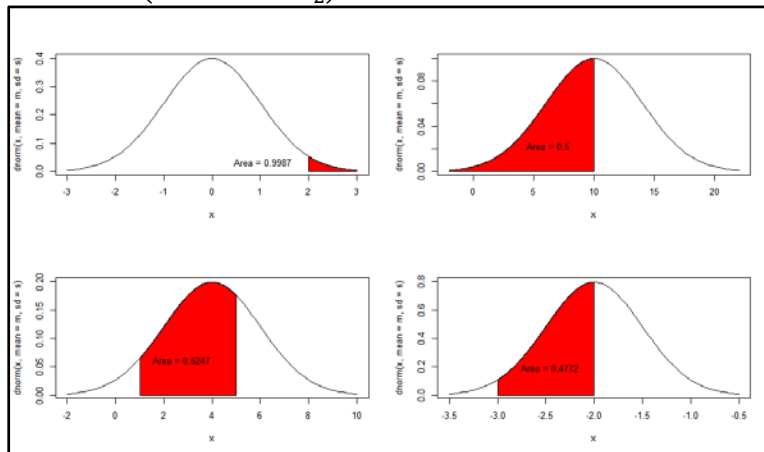 2
Area = 0.9987
dnorm(x, mean = m, sd = s)
0.0 0.1 0.2 0.3 0.4
-3 -2 -1 0 1 2 3
x
Area = 0.5
dnorm(x, mean = m, sd = s)
0.00 0.04 0.08
0 5 10 15 20
x
Area = 0.6247
dnorm(x, mean = m, sd = s)
0.00 0.05 0.10 0.15 0.20
-2 0 2 4 6 8 10
x
Area = 0.4772
dnorm(x, mean = m, sd = s)
0.0 0.2 0.4 0.6 0.8
-3.5 -3.0 -2.5 -2.0 -1.5 -1.0 -0.5
x